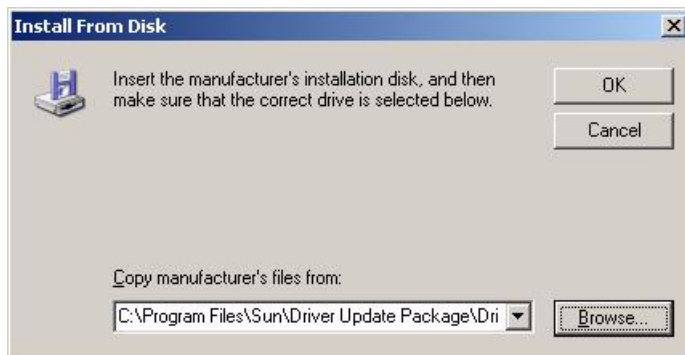 Install From Disk
Insert the manufacturer's installation disk, and then
make sure that the correct drive is selected below.
OK
Cancel
Copy manufacturer's files from:
C:\Program Files\Sun\Driver Update Package\Dri
Browse...